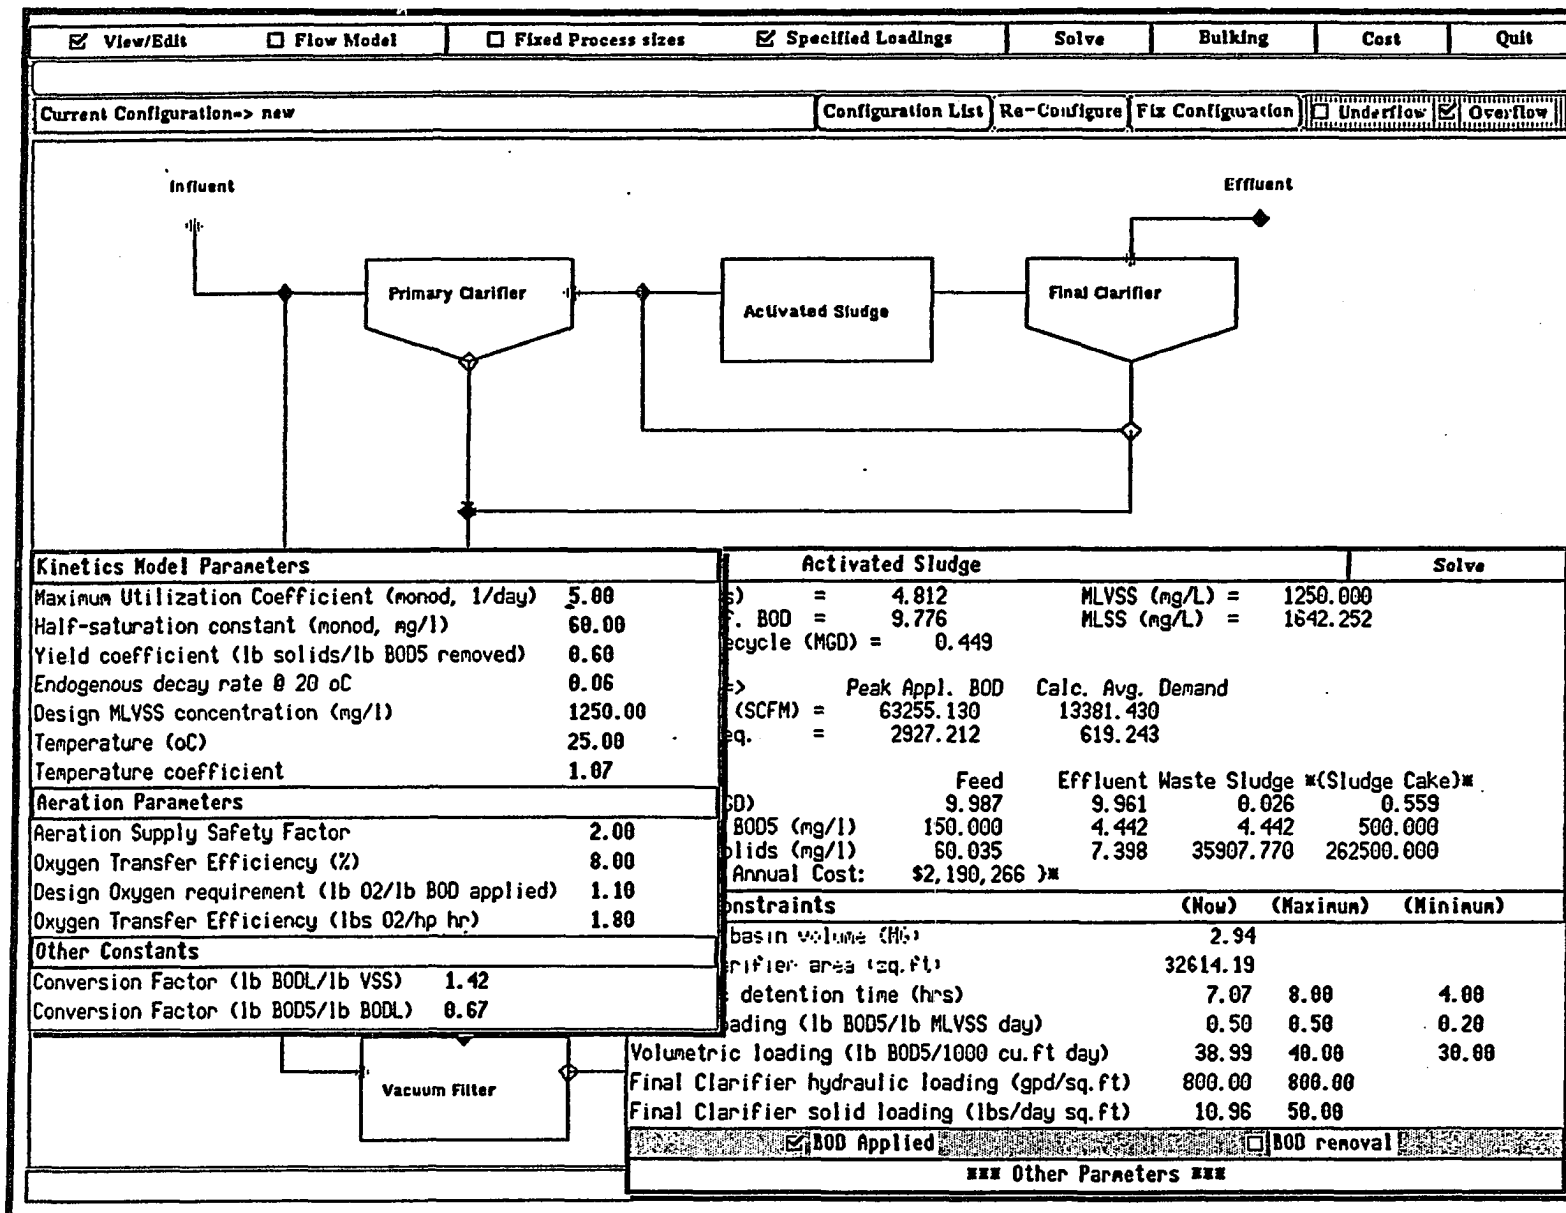 View/Edit Flow Model Fixed Process sizes Specified Loadings Solve Bulking Cost Quit
Current Configuration=> new Configuration List Re-Configure Fix Configuration Underflow Overflow
Influent
Effluent
Primary Clarifier
Activated Sludge
Final Clarifier
Kinetics Model Parameters
Maximum Utilization Coefficient (monod, 1/day) 5.00
Half-saturation constant (monod, mg/l) 60.00
Yield coefficient (lb solids/lb BOD5 removed) 0.60
Endogenous decay rate @ 20 oC 0.06
Design MLVSS concentration (mg/l) 1250.00
Temperature (oC) 25.00
Temperature coefficient 1.07
Aeration Parameters
Aeration Supply Safety Factor 2.00
Oxygen Transfer Efficiency (%) 8.00
Design Oxygen requirement (lb O2/lb BOD applied) 1.10
Oxygen Transfer Efficiency (lbs O2/hp hr) 1.80
Other Constants
Conversion Factor (lb BODL/lb VSS) 1.42
Conversion Factor (lb BOD5/lb BODL) 0.67
Activated Sludge Solve
s) = 4.812 MLVSS (mg/L) = 1250.000
f. BOD = 9.776 MLSS (mg/L) = 1642.252
ecycle (MGD) = 0.449
=> Peak Appl. BOD Calc. Avg. Demand
(SCFM) = 63255.130 13381.430
eq. = 2927.212 619.243
Feed Effluent Waste Sludge *(Sludge Cake)*
GD) 9.987 9.961 0.026 0.559
BOD5 (mg/l) 150.000 4.442 4.442 500.000
olids (mg/l) 60.035 7.398 35907.770 262500.000
Annual Cost: $2,190,266 }*
onstraints (Now) (Maximum) (Minimum)
basin volume (MG) 2.94
rifier area (sq.ft) 32614.19
detention time (hrs) 7.07 8.00 4.00
ading (lb BOD5/lb MLVSS day) 0.50 0.50 0.20
Volumetric loading (lb BOD5/1000 cu.ft day) 38.99 40.00 30.00
Final Clarifier hydraulic loading (gpd/sq.ft) 800.00 800.00
Final Clarifier solid loading (lbs/day sq.ft) 10.96 50.00
BOD Applied BOD removal
*** Other Parmeters ***
Vacuum Filter